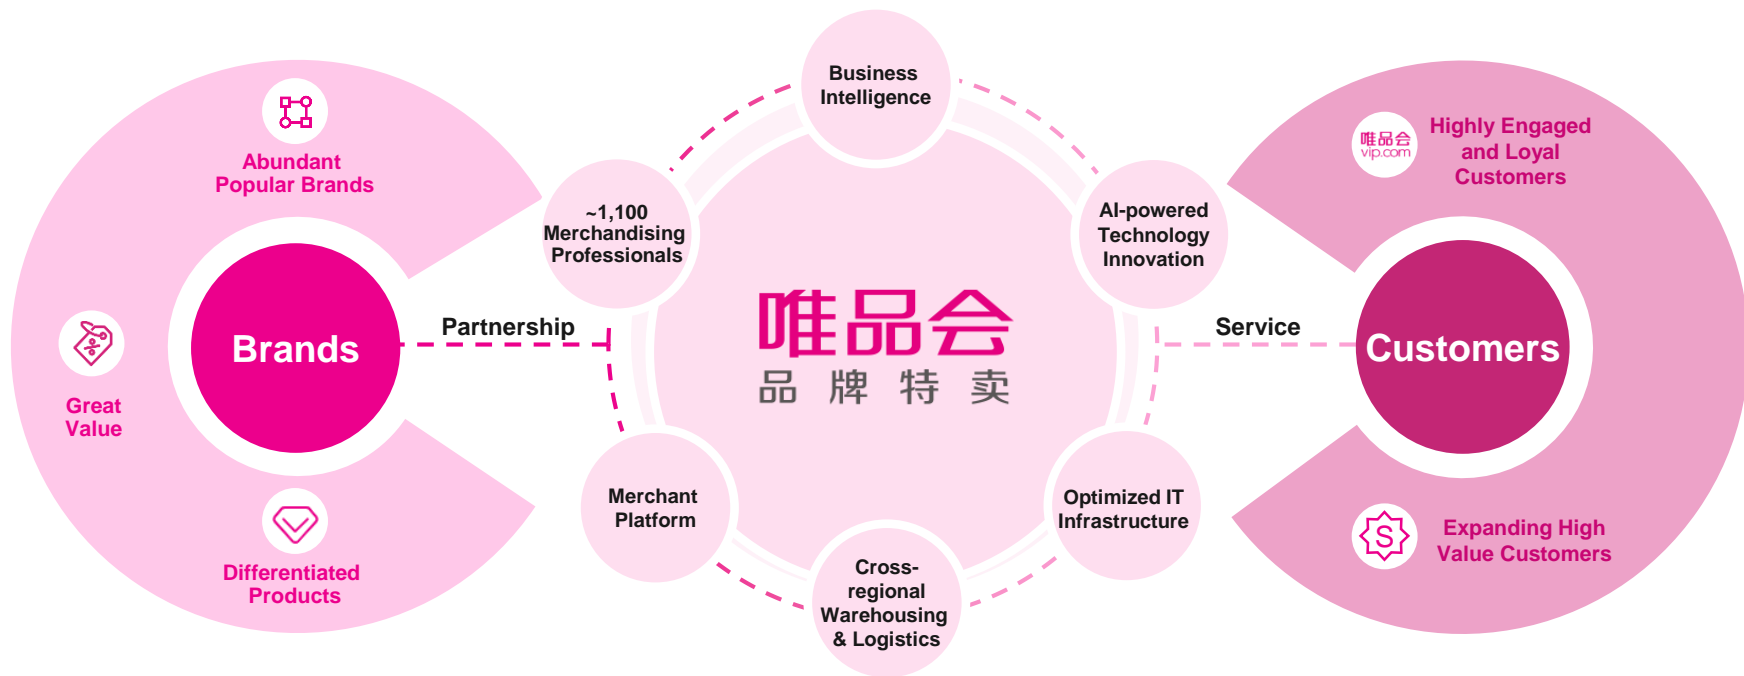 Abundant
Popular Brands
Brands
Great
Value
Differentiated
Products
Partnership
Business
Intelligence
~1,100
Merchandising
Professionals
AI-powered
Technology
Innovation
唯品会
品牌特卖
Merchant
Platform
Optimized IT
Infrastructure
Cross-
regional
Warehousing
& Logistics
Service
唯品会
vip.com
Highly Engaged
and Loyal
Customers
Customers
S
Expanding High
Value Customers